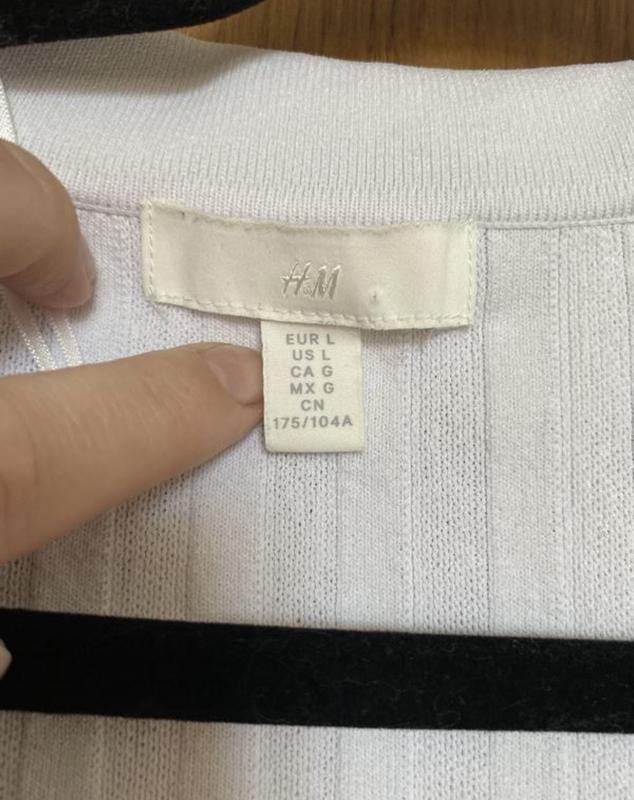 H&M
EUR L
US L
CA G
MX G
CN
175/104A